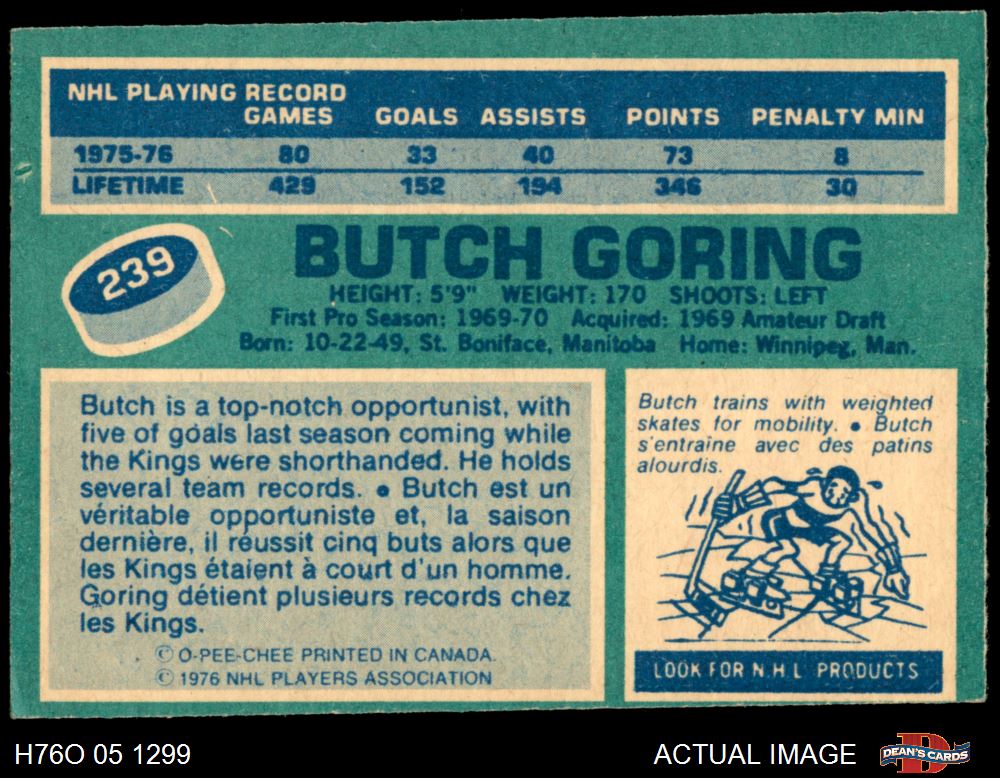 NHL PLAYING RECORD
GAMES GOALS ASSISTS POINTS PENALTY MIN
1975-76 80 33 40 73 8
LIFETIME 429 152 194 346 30
239
BUTCH GORING
HEIGHT: 5'9" WEIGHT: 170 SHOOTS: LEFT
First Pro Season: 1969-70 Acquired: 1969 Amateur Draft
Born: 10-22-49, St. Boniface, Manitoba Home: Winnipeg, Man.
Butch is a top-notch opportunist, with
five of goals last season coming while
the Kings were shorthanded. He holds
several team records. • Butch est un
véritable opportuniste et, la saison
dernière, il réussit cinq buts alors que
les Kings étaient à court d'un homme.
Goring détient plusieurs records chez
les Kings.
© O-PEE-CHEE PRINTED IN CANADA.
© 1976 NHL PLAYERS ASSOCIATION
Butch trains with weighted
skates for mobility. • Butch
s'entraîne avec des patins
alourdis.
LOOK FOR N.H.L PRODUCTS
H76O 05 1299
ACTUAL IMAGE
D
DEAN'S CARDS